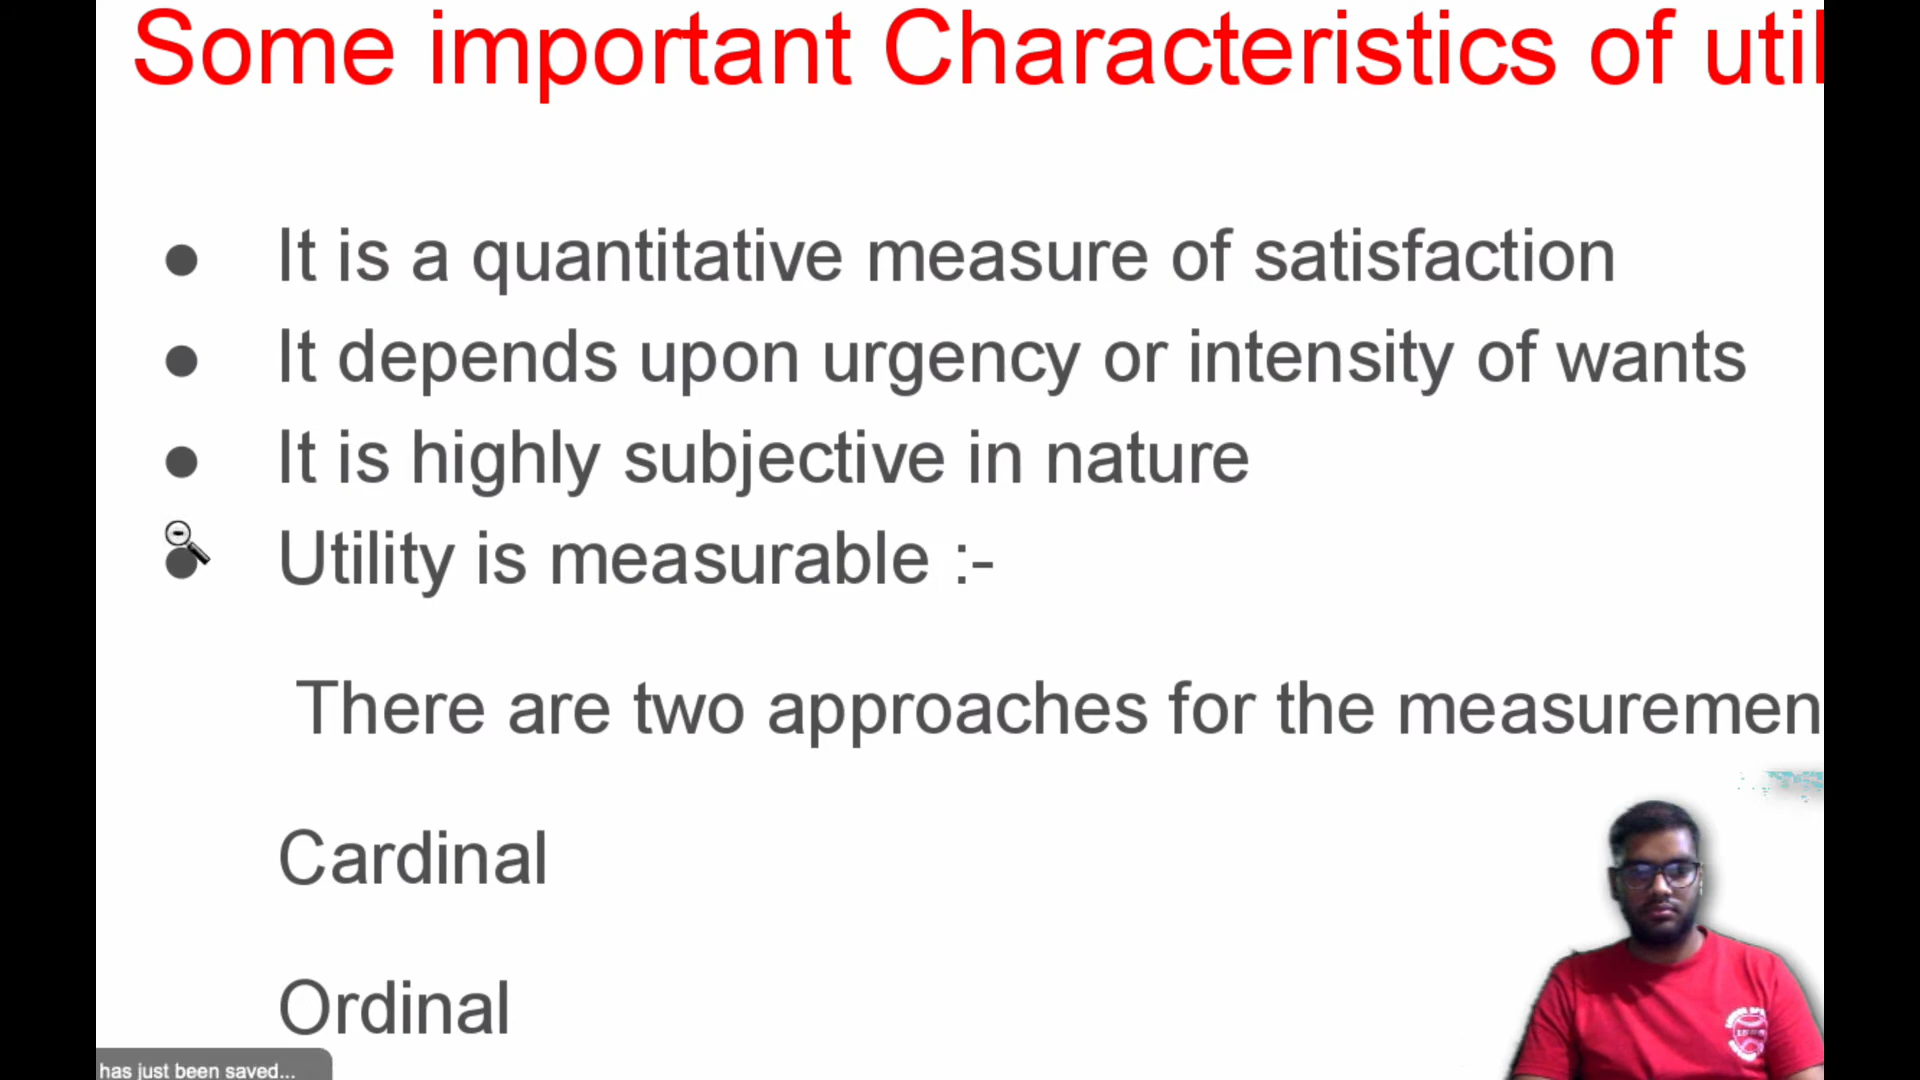 Some important Characteristics of util
● It is a quantitative measure of satisfaction
● It depends upon urgency or intensity of wants
● It is highly subjective in nature
● Utility is measurable :-
There are two approaches for the measuremen
Cardinal
Ordinal
has just been saved...